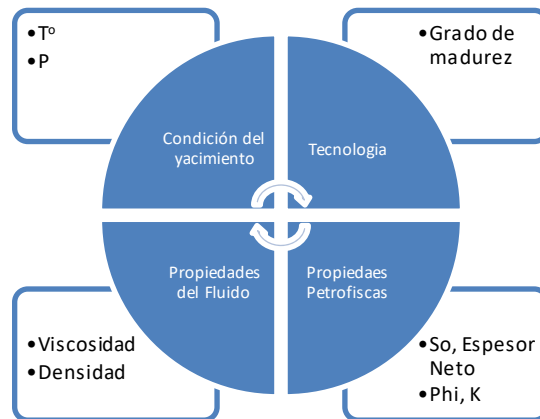 •Tº
•P
•Grado de
madurez
Condición del
yacimiento
Tecnologia
Propiedades
del Fluido
Propiedaes
Petrofiscas
•Viscosidad
•Densidad
•So, Espesor
Neto
•Phi, K